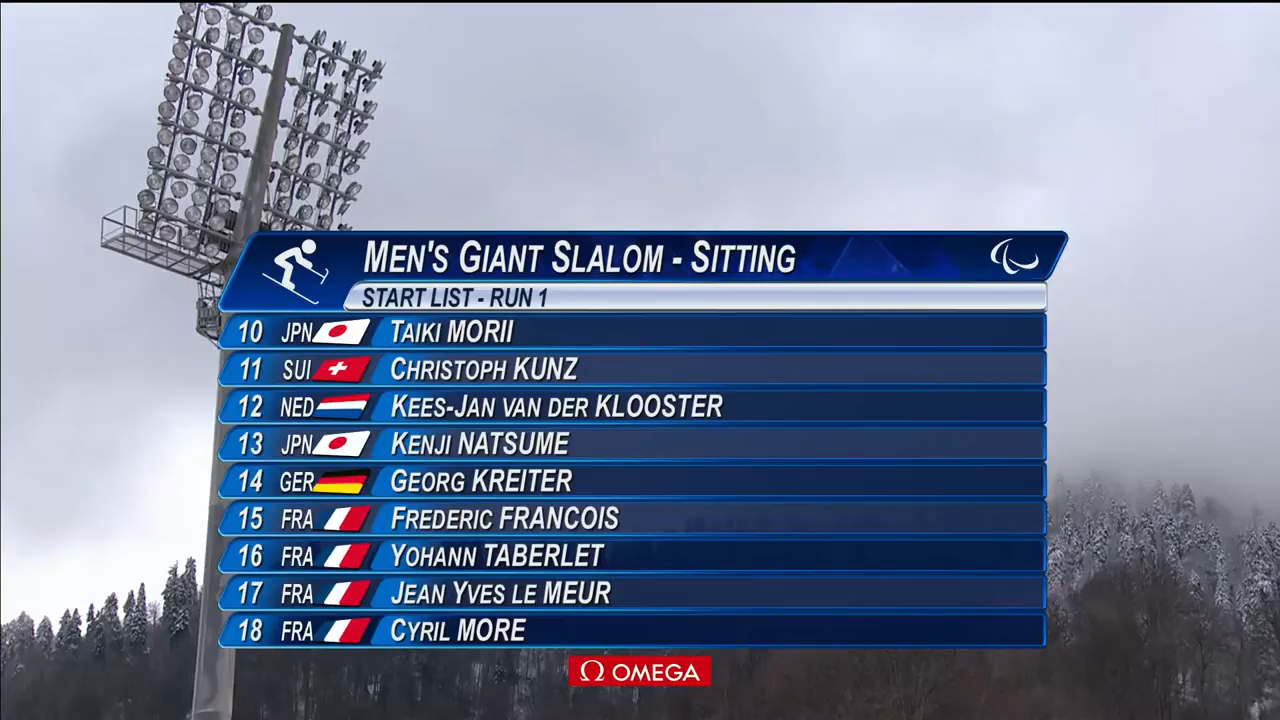 MEN'S GIANT SLALOM - SITTING
START LIST - RUN 1
10 JPN TAIKI MORII
11 SUI CHRISTOPH KUNZ
12 NED KEES-JAN VAN DER KLOOSTER
13 JPN KENJI NATSUME
14 GER GEORG KREITER
15 FRA FREDERIC FRANCOIS
16 FRA YOHANN TABERLET
17 FRA JEAN YVES LE MEUR
18 FRA CYRIL MORE
Ω OMEGA